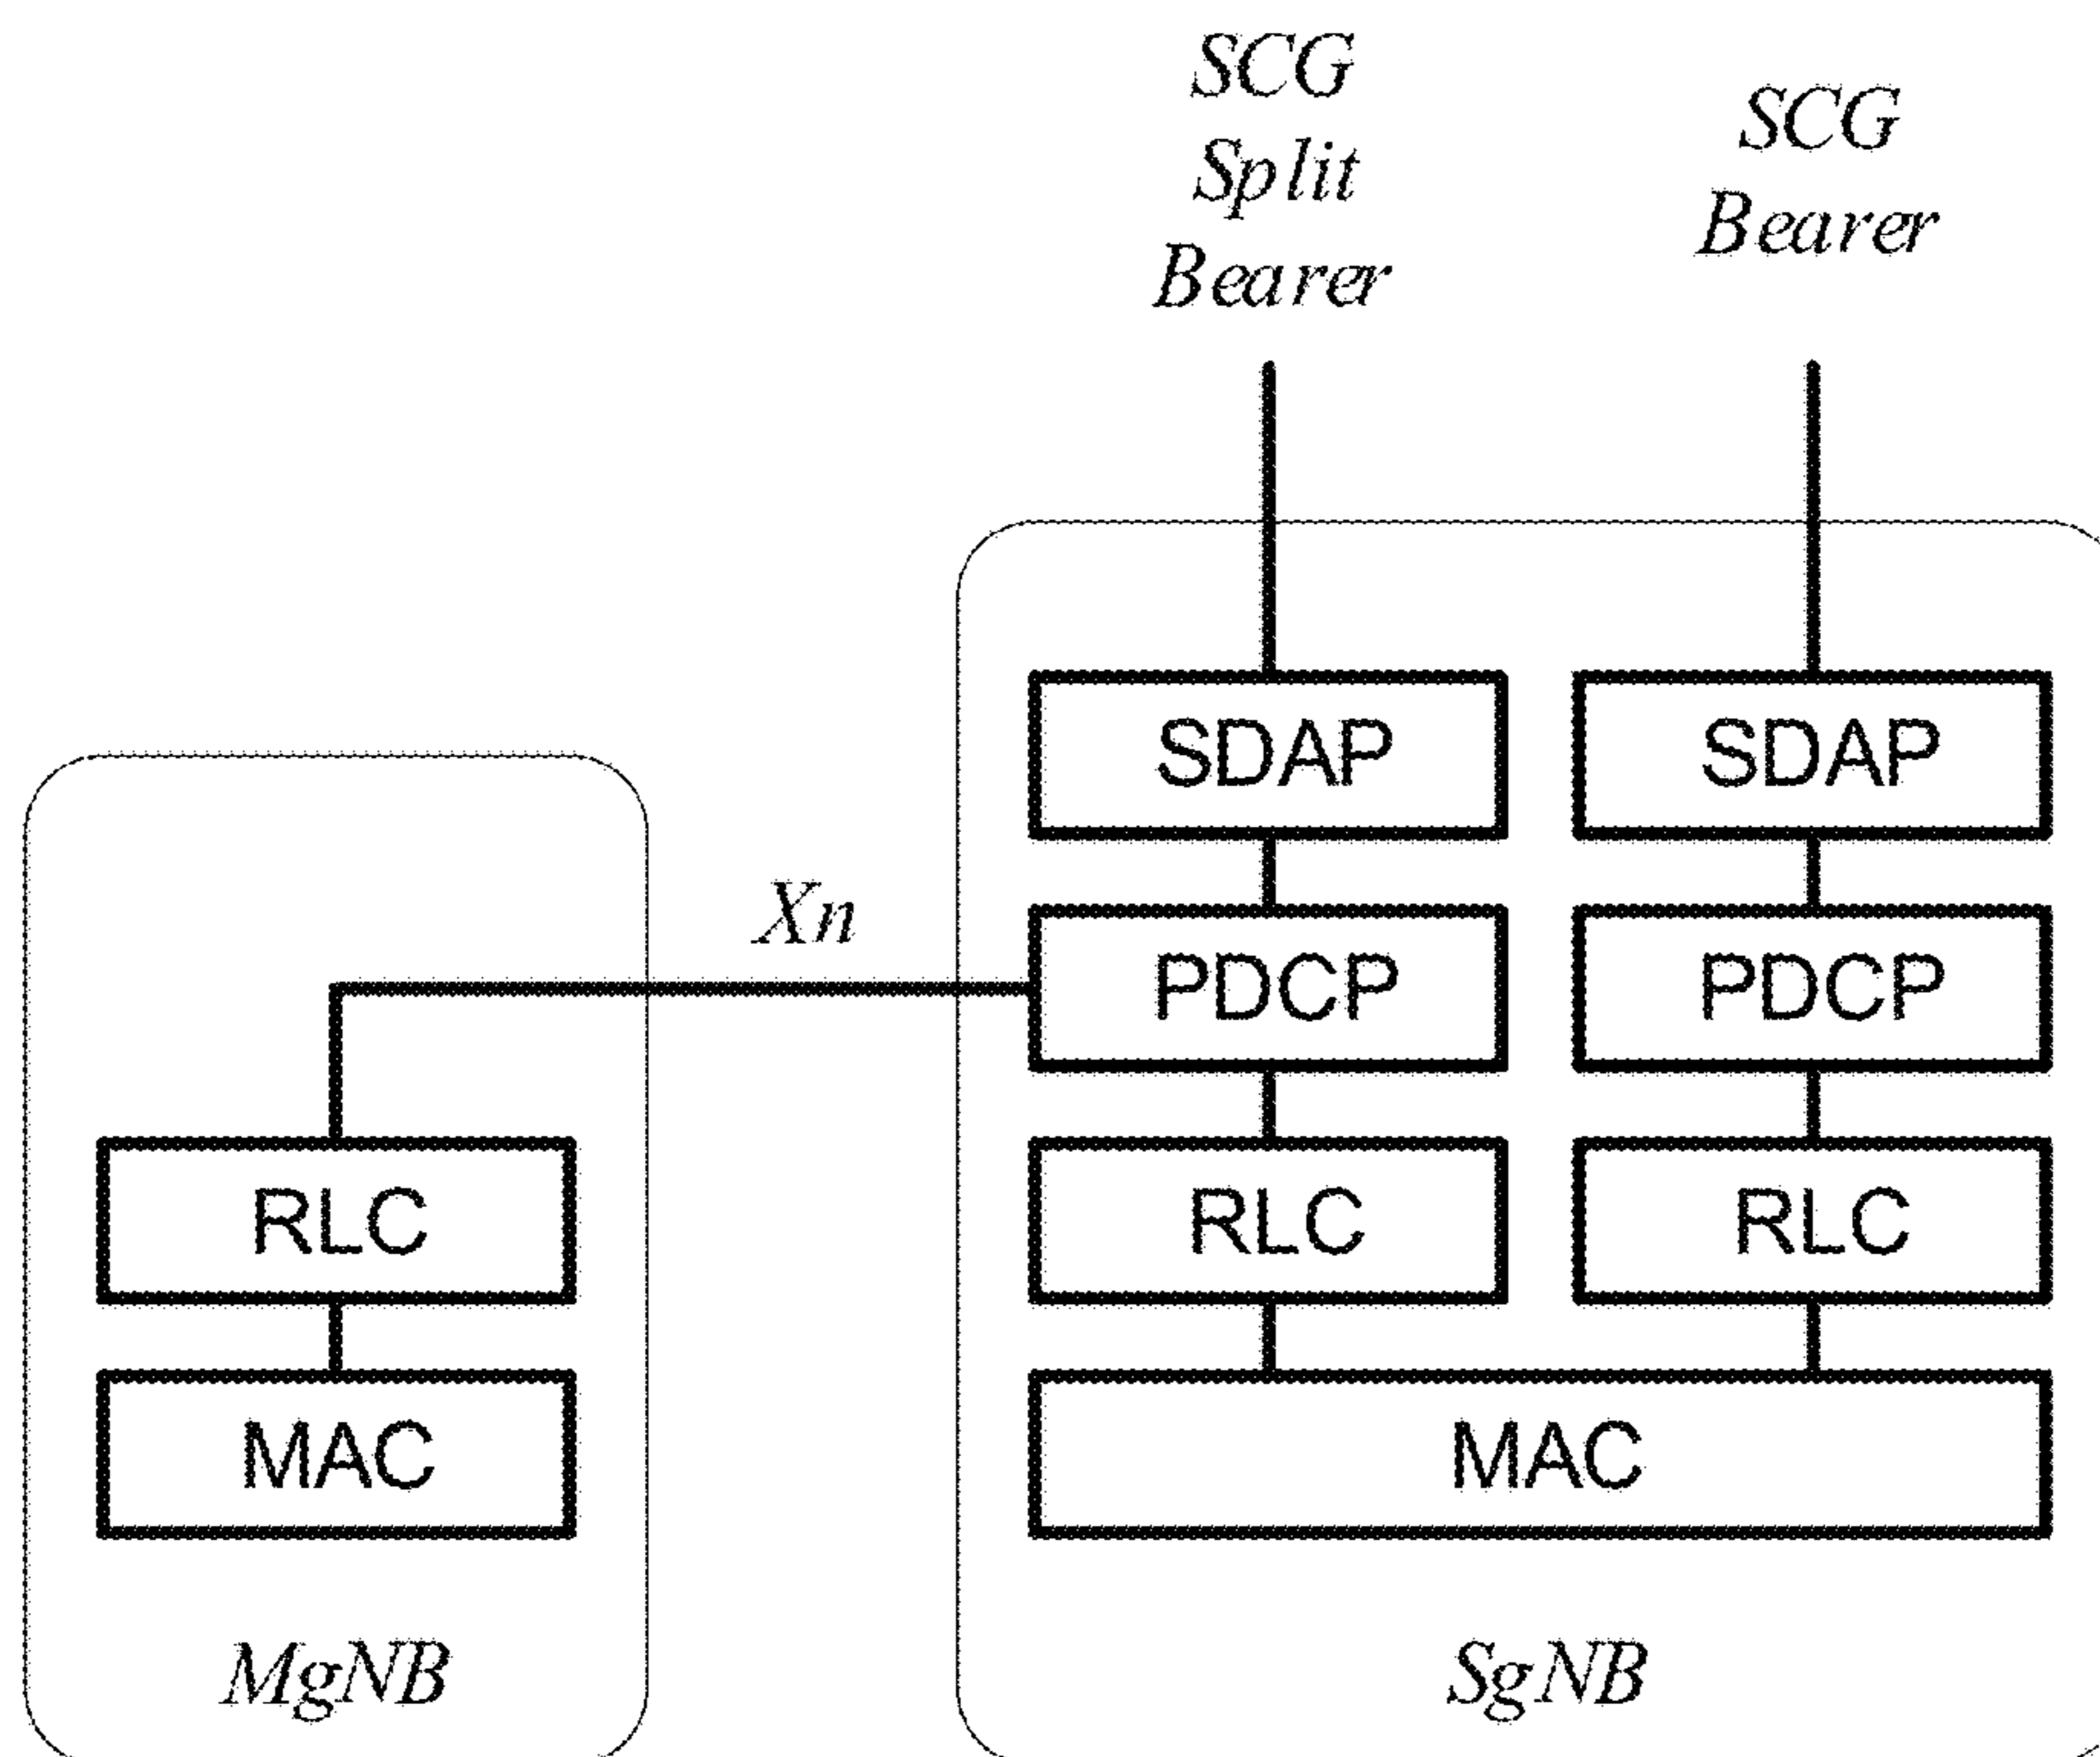 SCG
Split
Bearer
SCG
Bearer
SDAP
SDAP
Xn
PDCP
PDCP
RLC
RLC
RLC
MAC
MAC
MgNB
SgNB